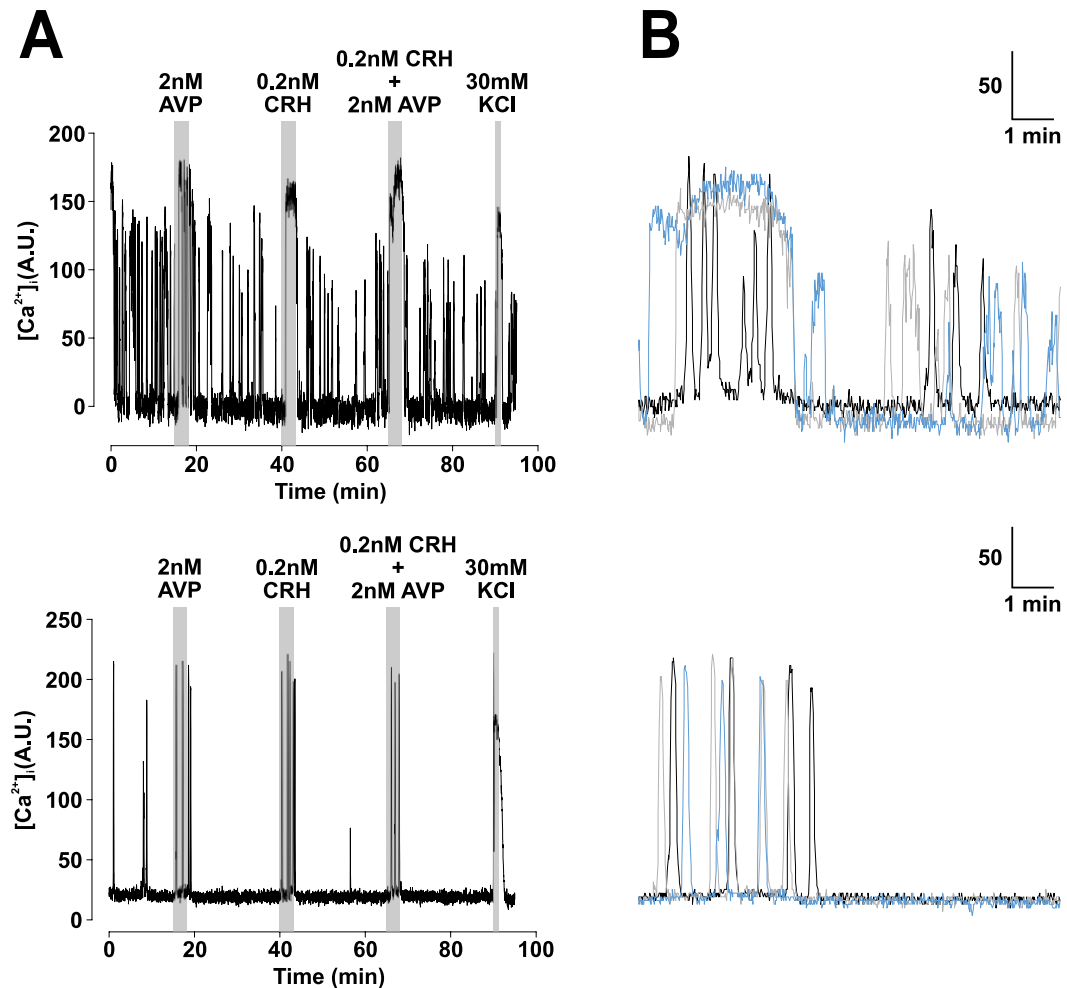 A
B
0.2nM CRH
+
2nM AVP
2nM
AVP
0.2nM
CRH
30mM
KCl
50
1 min
200
150
100
50
0
[Ca²⁺]ᵢ(A.U.)
0 20 40 60 80 100
Time (min)
0.2nM CRH
+
2nM AVP
2nM
AVP
0.2nM
CRH
30mM
KCl
50
1 min
250
200
150
100
50
0
[Ca²⁺]ᵢ(A.U.)
0 20 40 60 80 100
Time (min)